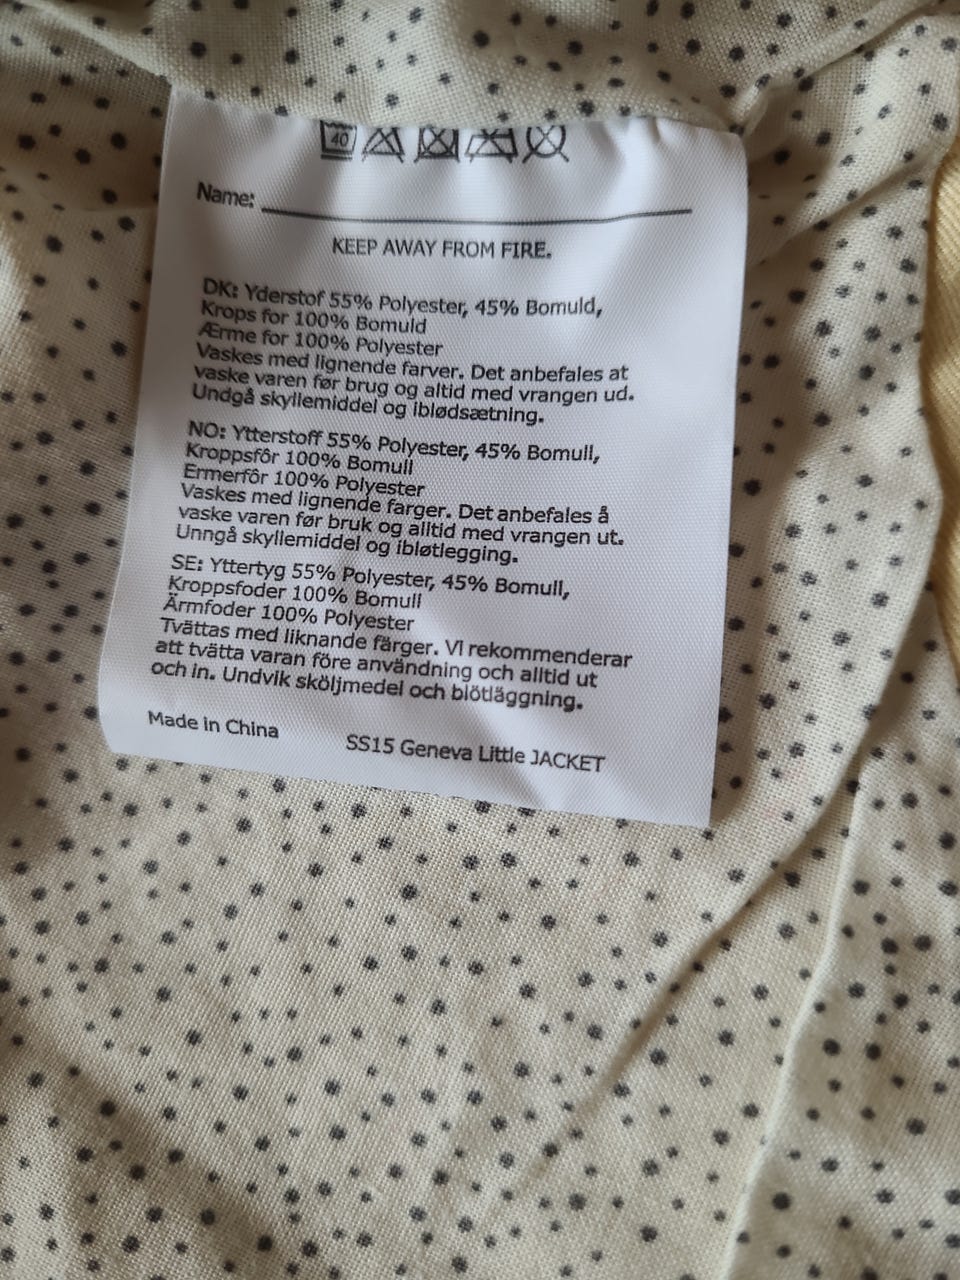 40
Name:
KEEP AWAY FROM FIRE.
DK: Yderstof 55% Polyester, 45% Bomuld,
Krops for 100% Bomuld
Ærme for 100% Polyester
Vaskes med lignende farver. Det anbefales at
vaske varen før brug og altid med vrangen ud.
Undgå skyllemiddel og iblødsætning.
NO: Ytterstoff 55% Polyester, 45% Bomull,
Kroppsfôr 100% Bomull
Ermerfôr 100% Polyester
Vaskes med lignende farger. Det anbefales å
vaske varen før bruk og alltid med vrangen ut.
Unngå skyllemiddel og ibløtlegging.
SE: Yttertyg 55% Polyester, 45% Bomull,
Kroppsfoder 100% Bomull
Ärmfoder 100% Polyester
Tvättas med liknande färger. Vi rekommenderar
att tvätta varan före användning och alltid ut
och in. Undvik sköljmedel och blötläggning.
Made in China
SS15 Geneva Little JACKET